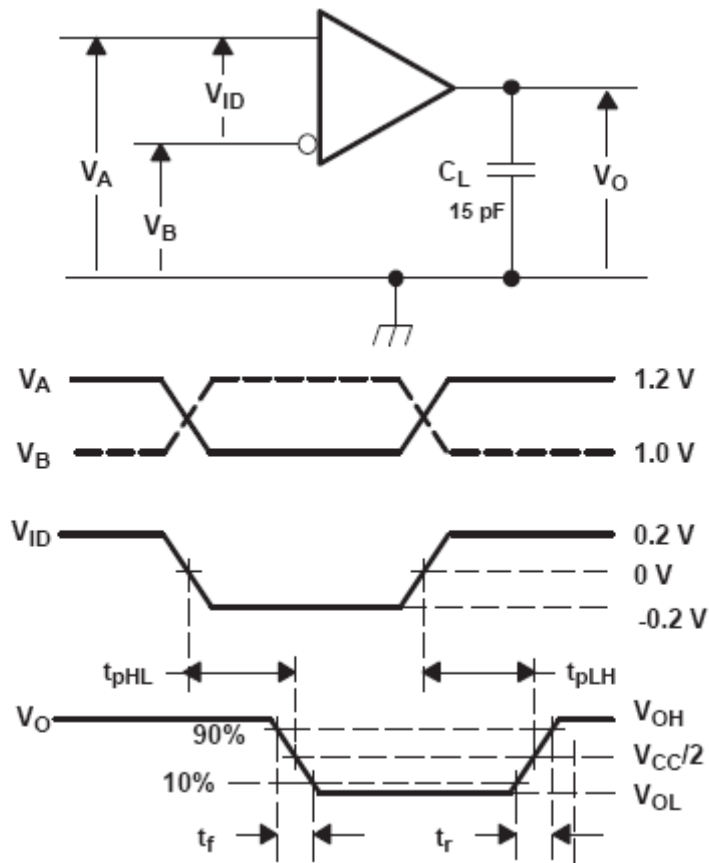 V_ID
V_A
V_B
C_L
15 pF
V_O
V_A
1.2 V
V_B
1.0 V
V_ID
0.2 V
0 V
-0.2 V
t_pHL
t_pLH
V_O
V_OH
90%
V_CC/2
10%
V_OL
t_f
t_r